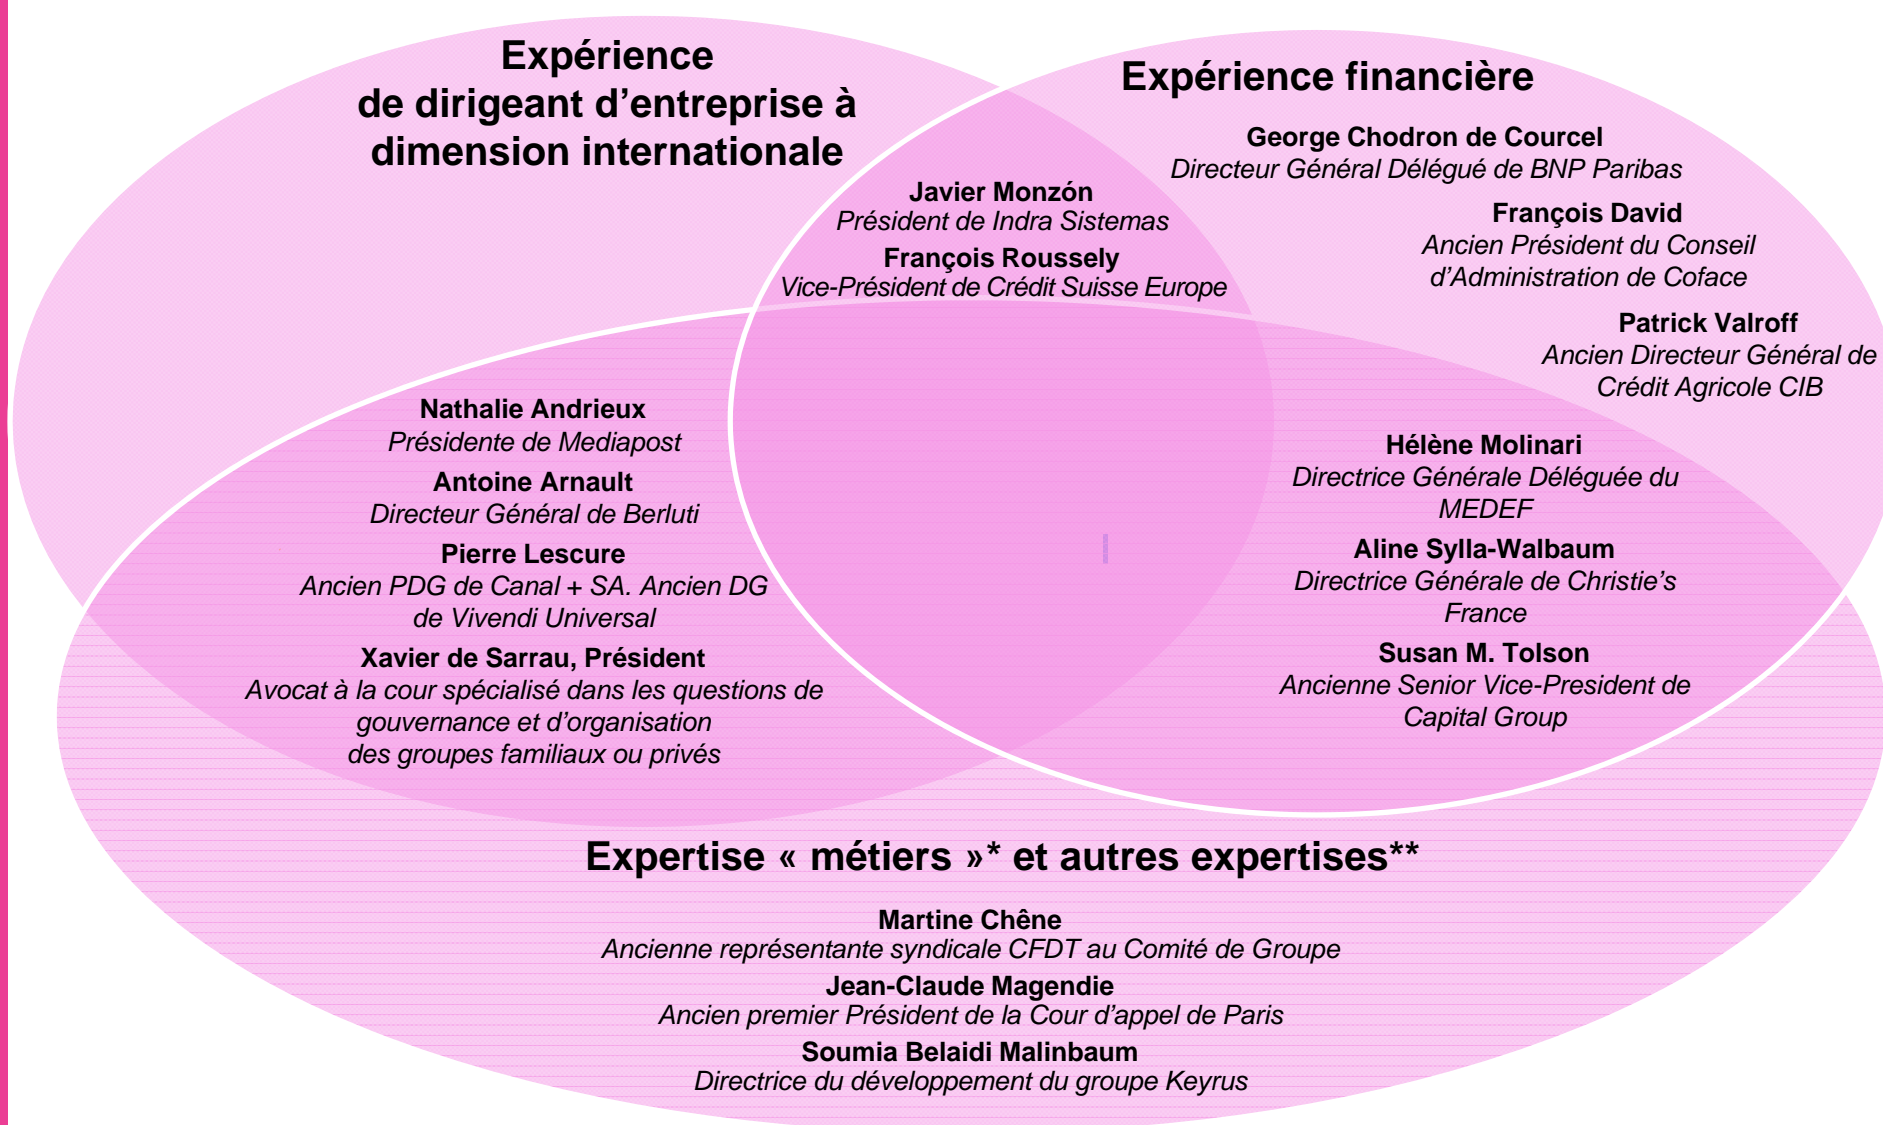 Expérience
de dirigeant d’entreprise à
dimension internationale
Expérience financière
George Chodron de Courcel
Directeur Général Délégué de BNP Paribas
François David
Ancien Président du Conseil
d’Administration de Coface
Patrick Valroff
Ancien Directeur Général de
Crédit Agricole CIB
Javier Monzón
Président de Indra Sistemas
François Roussely
Vice-Président de Crédit Suisse Europe
Nathalie Andrieux
Présidente de Mediapost
Antoine Arnault
Directeur Général de Berluti
Pierre Lescure
Ancien PDG de Canal + SA. Ancien DG
de Vivendi Universal
Xavier de Sarrau, Président
Avocat à la cour spécialisé dans les questions de
gouvernance et d’organisation
des groupes familiaux ou privés
Hélène Molinari
Directrice Générale Déléguée du
MEDEF
Aline Sylla-Walbaum
Directrice Générale de Christie’s
France
Susan M. Tolson
Ancienne Senior Vice-President de
Capital Group
Expertise « métiers »* et autres expertises**
Martine Chêne
Ancienne représentante syndicale CFDT au Comité de Groupe
Jean-Claude Magendie
Ancien premier Président de la Cour d’appel de Paris
Soumia Belaidi Malinbaum
Directrice du développement du groupe Keyrus